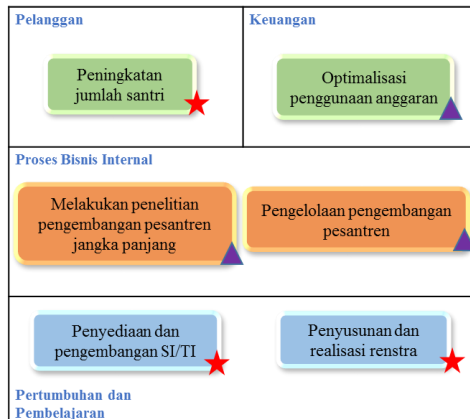 Pelanggan
Peningkatan
jumlah santri
Keuangan
Optimalisasi
penggunaan anggaran
Proses Bisnis Internal
Melakukan penelitian
pengembangan pesantren
jangka panjang
Pengelolaan pengembangan
pesantren
Penyediaan dan
pengembangan SI/TI
Penyusunan dan
realisasi renstra
Pertumbuhan dan
Pembelajaran